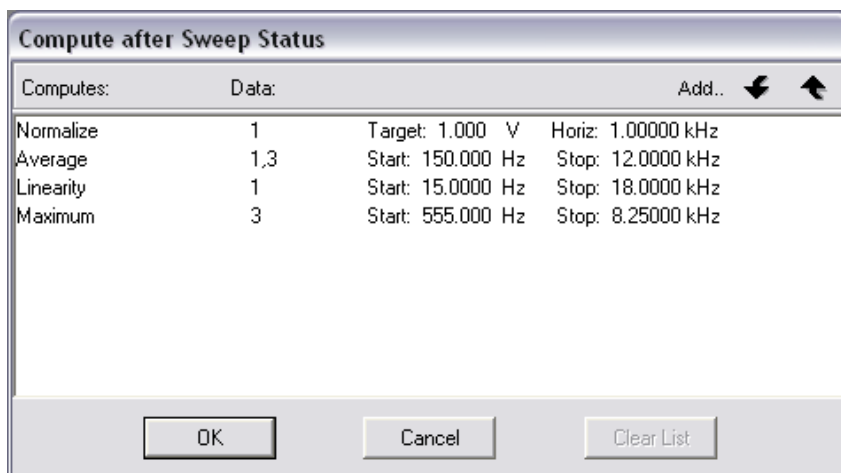 Compute after Sweep Status
Computes: Data: Add..
Normalize 1 Target: 1.000 V Horiz: 1.00000 kHz
Average 1,3 Start: 150.000 Hz Stop: 12.0000 kHz
Linearity 1 Start: 15.0000 Hz Stop: 18.0000 kHz
Maximum 3 Start: 555.000 Hz Stop: 8.25000 kHz
OK Cancel Clear List